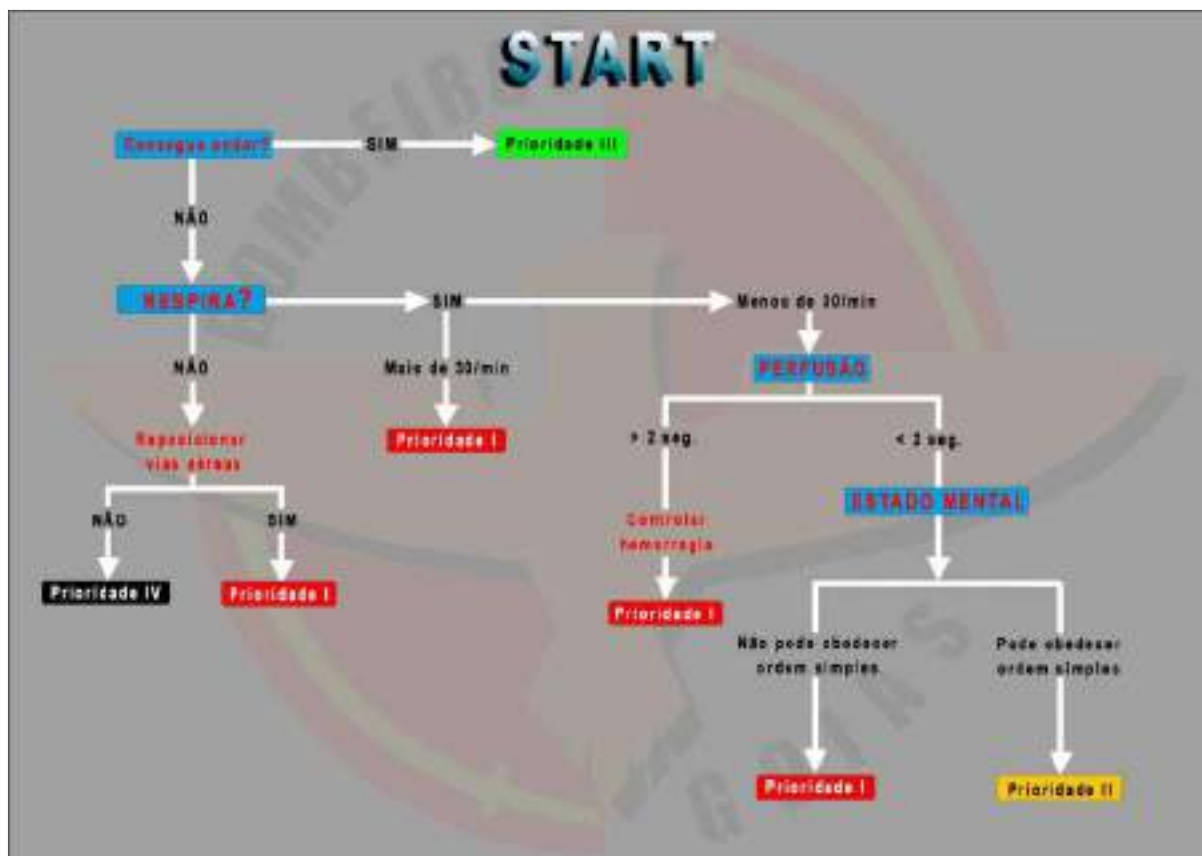 START
Consegue andar?
SIM
Prioridade III
NÃO
RESPIRA?
SIM
Menos de 30/min
NÃO
Mais de 30/min
PERFUSÃO
Prioridade I
Reposicionar
vias aéreas
> 2 seg.
< 2 seg.
ESTADO MENTAL
NÃO
SIM
Controlar
hemorragia
Prioridade IV
Prioridade I
Prioridade I
Não pode obedecer
ordem simples
Pode obedecer
ordem simples
Prioridade I
Prioridade II